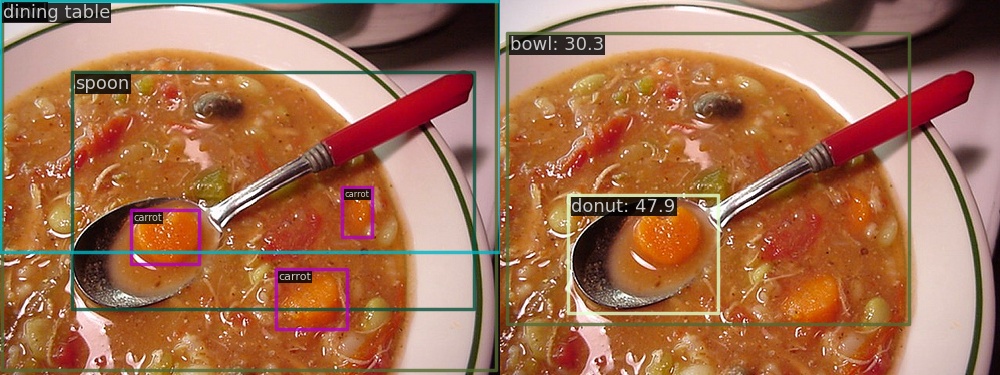 dining table
spoon
carrot
carrot
carrot
bowl: 30.3
donut: 47.9